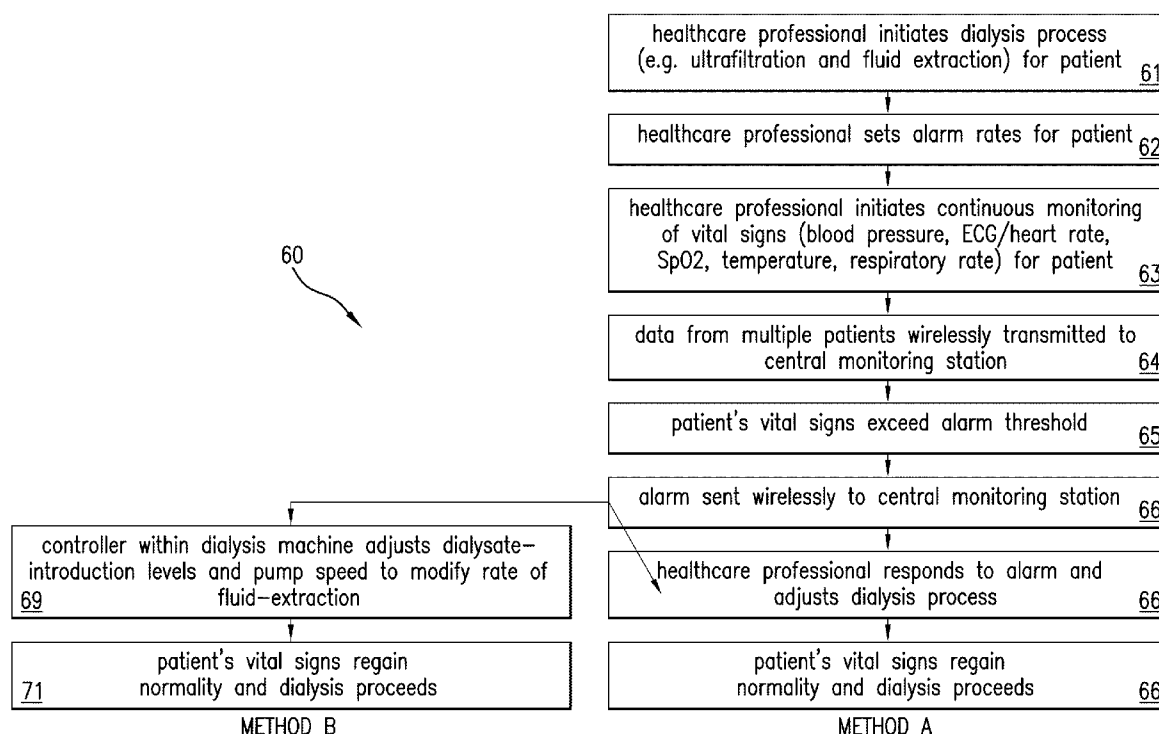 healthcare professional initiates dialysis process
(e.g. ultrafiltration and fluid extraction) for patient
61
healthcare professional sets alarm rates for patient
62
healthcare professional initiates continuous monitoring
of vital signs (blood pressure, ECG/heart rate,
SpO2, temperature, respiratory rate) for patient
63
60
data from multiple patients wirelessly transmitted to
central monitoring station
64
patient's vital signs exceed alarm threshold
65
alarm sent wirelessly to central monitoring station
66
controller within dialysis machine adjusts dialysate-
introduction levels and pump speed to modify rate of
fluid-extraction
69
healthcare professional responds to alarm and
adjusts dialysis process
66
patient's vital signs regain
normality and dialysis proceeds
71
patient's vital signs regain
normality and dialysis proceeds
66
METHOD B
METHOD A